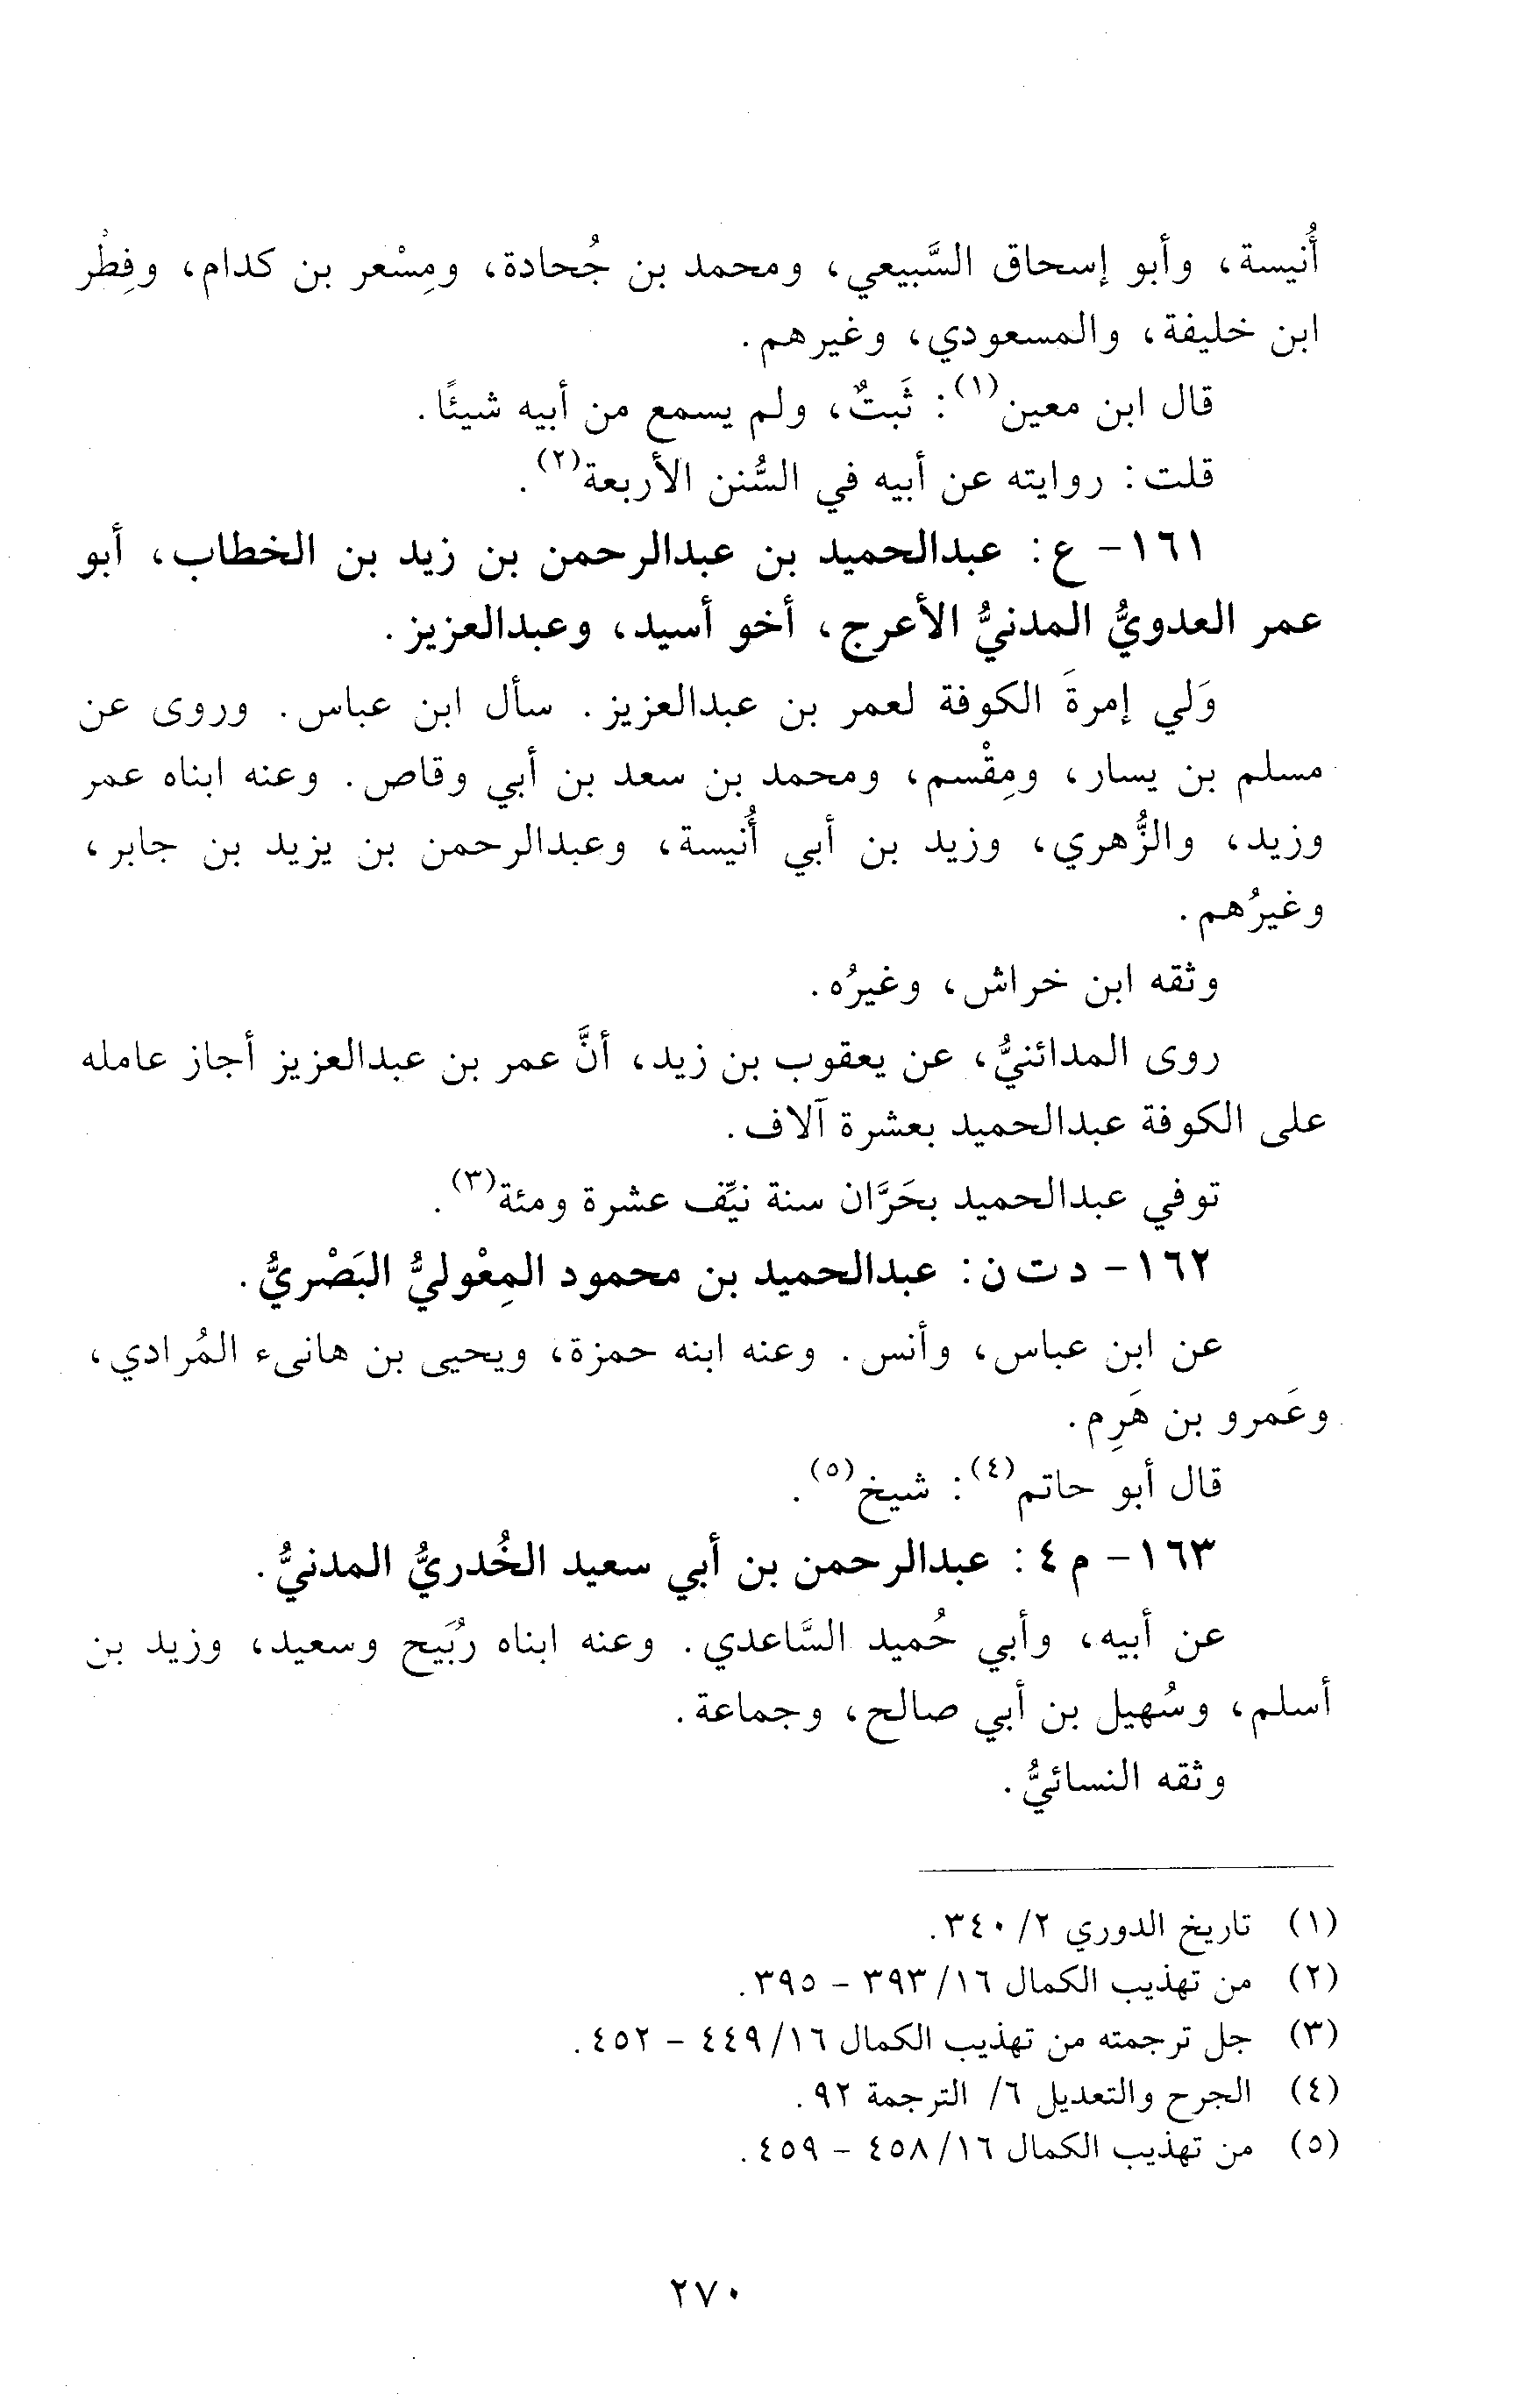 أُنيسة، وأبو إسحاق السَّبيعي، ومحمد بن جُحادة، ومِسْعر بن كدام، وفِطْر
ابن خليفة، والمسعودي، وغيرهم.
قال ابن معين(١): ثَبتٌ، ولم يسمع من أبيه شيئًا.
قلت: روايته عن أبيه في السُّنن الأربعة(٢).
١٦١- ع: عبدالحميد بن عبدالرحمن بن زيد بن الخطاب، أبو
عمر العدويُّ المدنيُّ الأعرج، أخو أسيد، وعبدالعزيز.
وَلي إمرةَ الكوفة لعمر بن عبدالعزيز. سأل ابن عباس. وروى عن
مسلم بن يسار، ومِقْسم، ومحمد بن سعد بن أبي وقاص. وعنه ابناه عمر
وزيد، والزُّهري، وزيد بن أبي أُنيسة، وعبدالرحمن بن يزيد بن جابر،
وغيرُهم.
وثقه ابن خراش، وغيرُه.
روى المدائنيُّ، عن يعقوب بن زيد، أنَّ عمر بن عبدالعزيز أجاز عامله
على الكوفة عبدالحميد بعشرة آلاف.
توفي عبدالحميد بحَرَّان سنة نيِّف عشرة ومئة(٣).
١٦٢- د ت ن: عبدالحميد بن محمود المِعْوليُّ البَصْريُّ.
عن ابن عباس، وأنس. وعنه ابنه حمزة، ويحيى بن هانىء المُرادي،
وعَمرو بن هَرِم.
قال أبو حاتم(٤): شيخ(٥).
١٦٣- م ٤: عبدالرحمن بن أبي سعيد الخُدريُّ المدنيُّ.
عن أبيه، وأبي حُميد السَّاعدي. وعنه ابناه رُبَيح وسعيد، وزيد بن
أسلم، وسُهيل بن أبي صالح، وجماعة.
وثقه النسائيُّ.
(١) تاريخ الدوري ٢/ ٣٤٠.
(٢) من تهذيب الكمال ١٦/ ٣٩٣ - ٣٩٥.
(٣) جل ترجمته من تهذيب الكمال ١٦/ ٤٤٩ - ٤٥٢.
(٤) الجرح والتعديل ٦/ الترجمة ٩٢.
(٥) من تهذيب الكمال ١٦/ ٤٥٨ - ٤٥٩.
٢٧٠